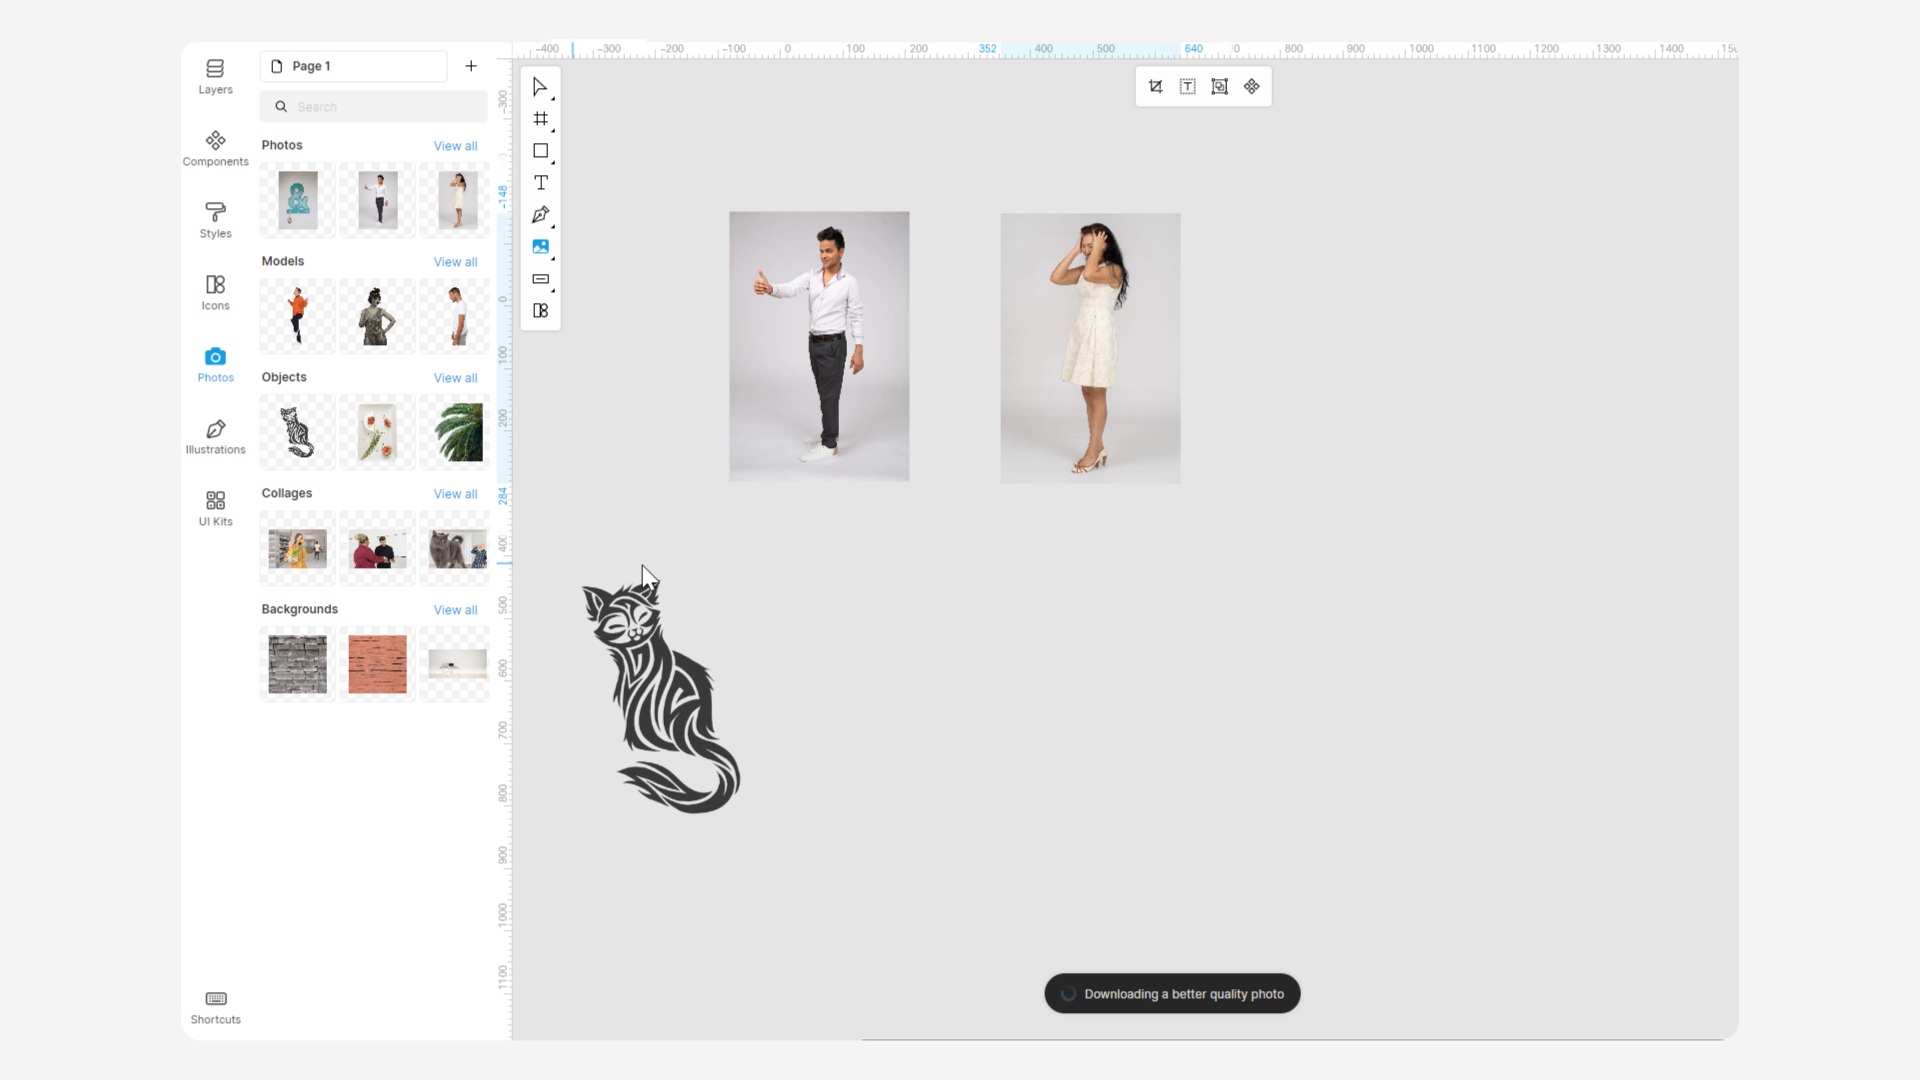 Layers
Components
Styles
Icons
Photos
Illustrations
UI Kits
Shortcuts
Page 1
Search
Photos View all
Models View all
Objects View all
Collages View all
Backgrounds View all
-400 -300 -200 -100 0 100 200 352 400 500 640 0 800 900 1000 1100 1200 1300 1400
-300
-148
0
100
200
284
400
500
600
700
800
900
1000
1100
T
T
Downloading a better quality photo